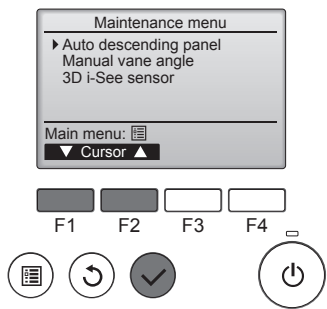 Maintenance menu
Auto descending panel
Manual vane angle
3D i-See sensor
Main menu:
▼ Cursor ▲
F1 F2 F3 F4